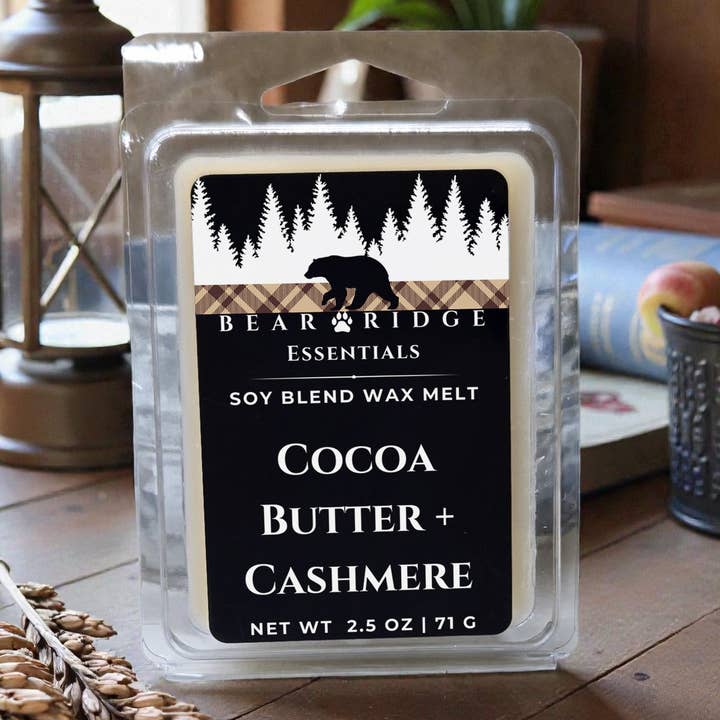 BEAR RIDGE
ESSENTIALS
SOY BLEND WAX MELT
COCOA
BUTTER +
CASHMERE
NET WT 2.5 OZ | 71 G